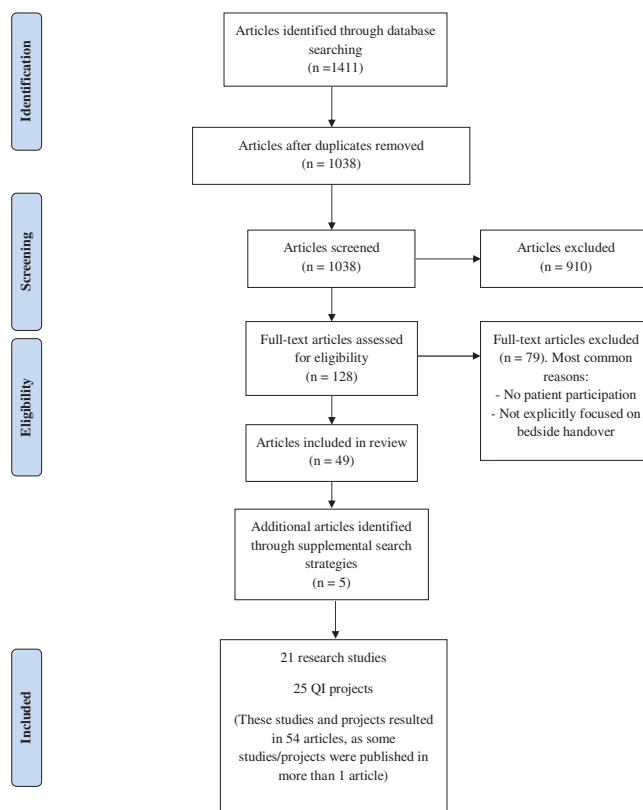 Identification
Articles identified through database
searching
(n =1411)
Articles after duplicates removed
(n = 1038)
Screening
Articles screened
(n = 1038)
Articles excluded
(n = 910)
Eligibility
Full-text articles assessed
for eligibility
(n = 128)
Full-text articles excluded
(n = 79). Most common
reasons:
- No patient participation
- Not explicitly focused on
bedside handover
Articles included in review
(n = 49)
Additional articles identified
through supplemental search
strategies
(n = 5)
Included
21 research studies
25 QI projects
(These studies and projects resulted
in 54 articles, as some
studies/projects were published in
more than 1 article)